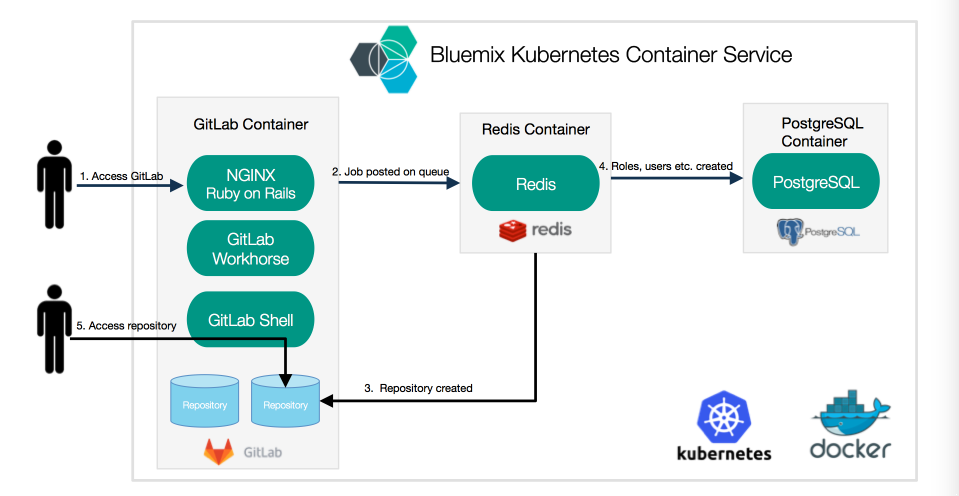 Bluemix Kubernetes Container Service
GitLab Container
Redis Container
PostgreSQL
Container
1. Access GitLab
NGINX
Ruby on Rails
2. Job posted on queue
Redis
4. Roles, users etc. created
PostgreSQL
redis
PostgreSQL
GitLab
Workhorse
GitLab Shell
5. Access repository
3. Repository created
Repository
Repository
GitLab
kubernetes
docker